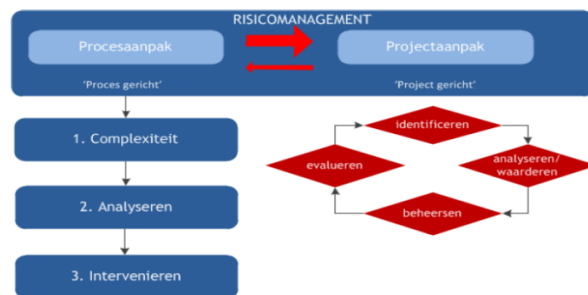 RISICOMANAGEMENT
Procesaanpak
Projectaanpak
'Proces gericht'
'Project gericht'
1. Complexiteit
2. Analyseren
3. Intervenieren
identificeren
analyseren/
waarderen
beheersen
evalueren